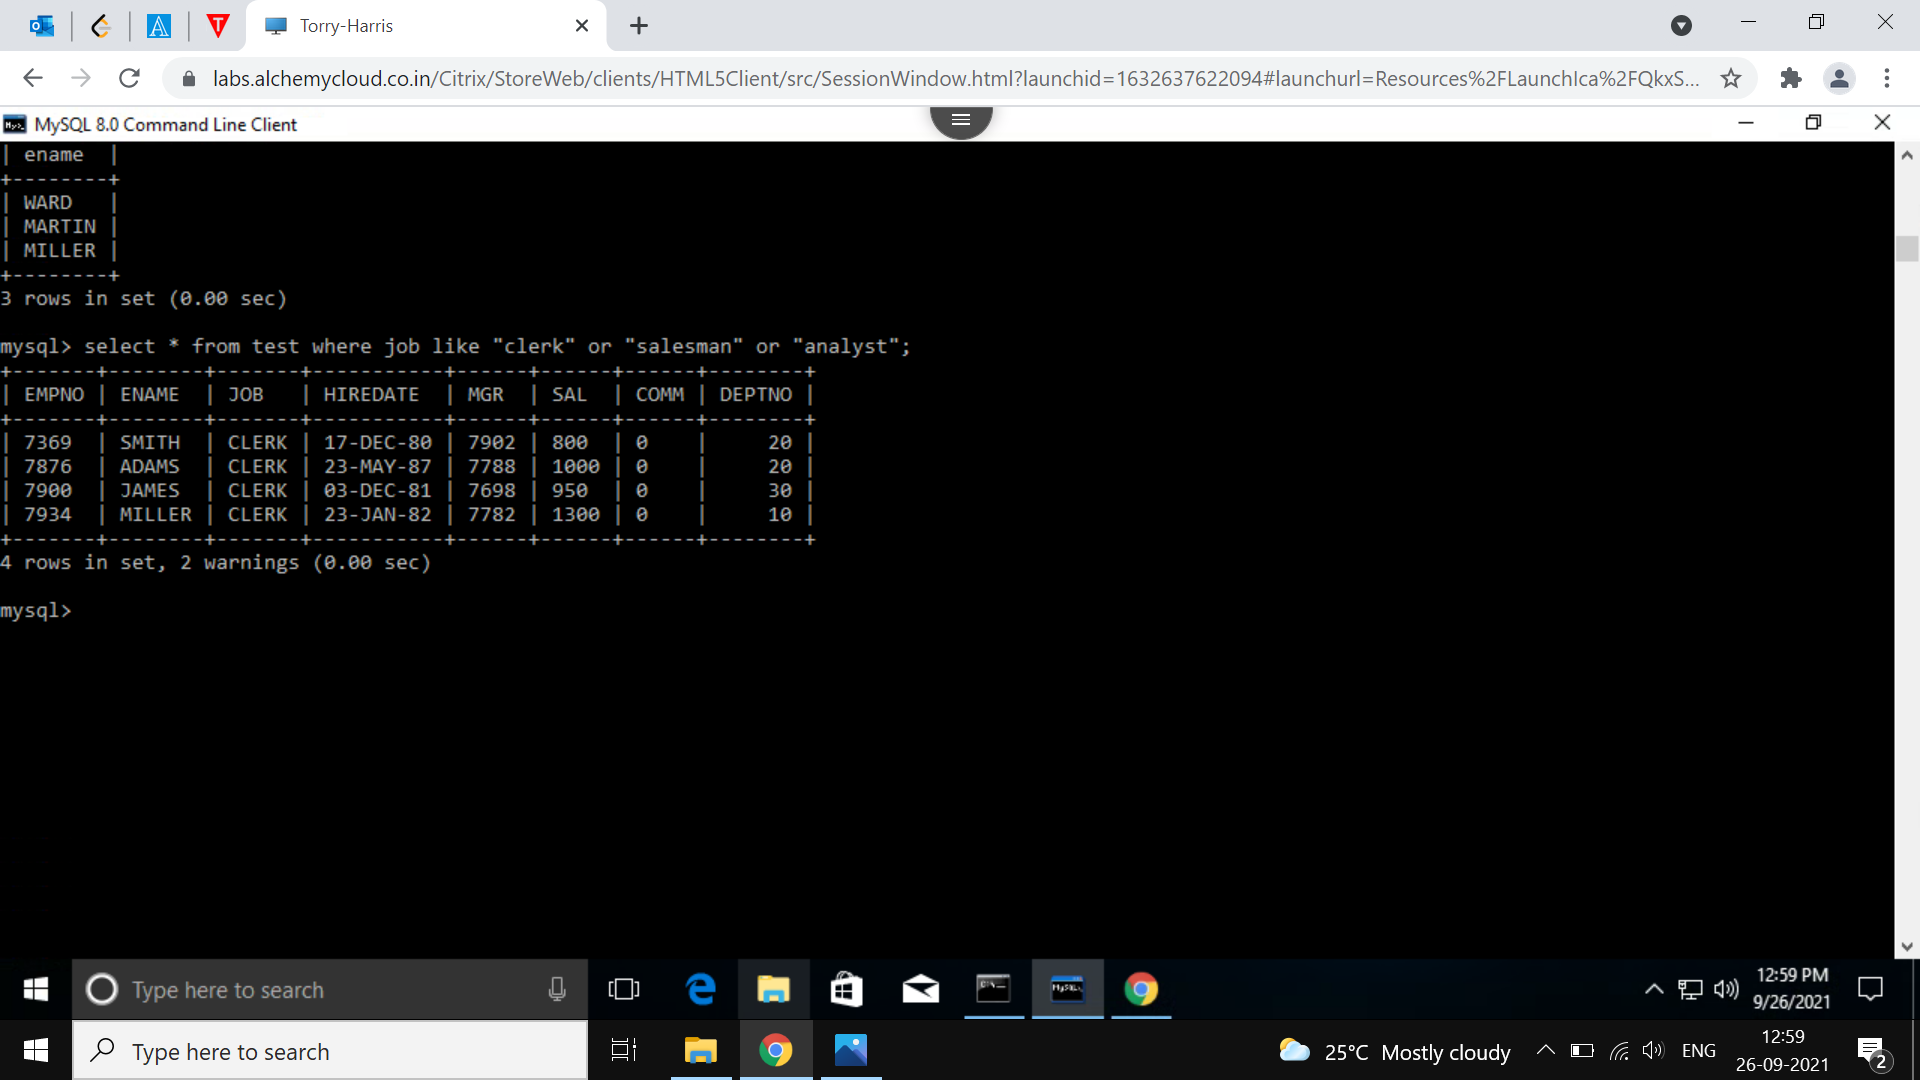 Torry-Harris
labs.alchemycloud.co.in/Citrix/StoreWeb/clients/HTML5Client/src/SessionWindow.html?launchid=1632637622094#launchurl=Resources%2FLaunchIca%2FQkxS...
MySQL 8.0 Command Line Client
| ename  |
+--------+
| WARD   |
| MARTIN |
| MILLER |
+--------+
3 rows in set (0.00 sec)
mysql> select * from test where job like "clerk" or "salesman" or "analyst";
+-------+--------+-------+-----------+------+------+------+--------+
| EMPNO | ENAME  | JOB   | HIREDATE  | MGR  | SAL  | COMM | DEPTNO |
+-------+--------+-------+-----------+------+------+------+--------+
| 7369  | SMITH  | CLERK | 17-DEC-80 | 7902 | 800  | 0    |     20 |
| 7876  | ADAMS  | CLERK | 23-MAY-87 | 7788 | 1000 | 0    |     20 |
| 7900  | JAMES  | CLERK | 03-DEC-81 | 7698 | 950  | 0    |     30 |
| 7934  | MILLER | CLERK | 23-JAN-82 | 7782 | 1300 | 0    |     10 |
+-------+--------+-------+-----------+------+------+------+--------+
4 rows in set, 2 warnings (0.00 sec)
mysql>
Type here to search
12:59 PM
9/26/2021
Type here to search
25°C Mostly cloudy
ENG
12:59
26-09-2021
2